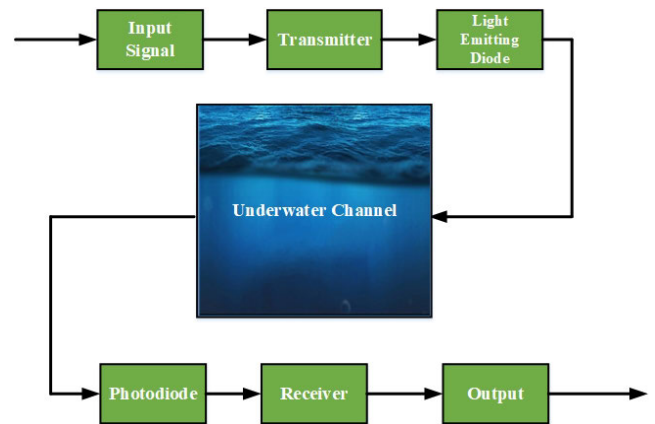 Input
Signal
Transmitter
Light
Emitting
Diode
Underwater Channel
Photodiode
Receiver
Output